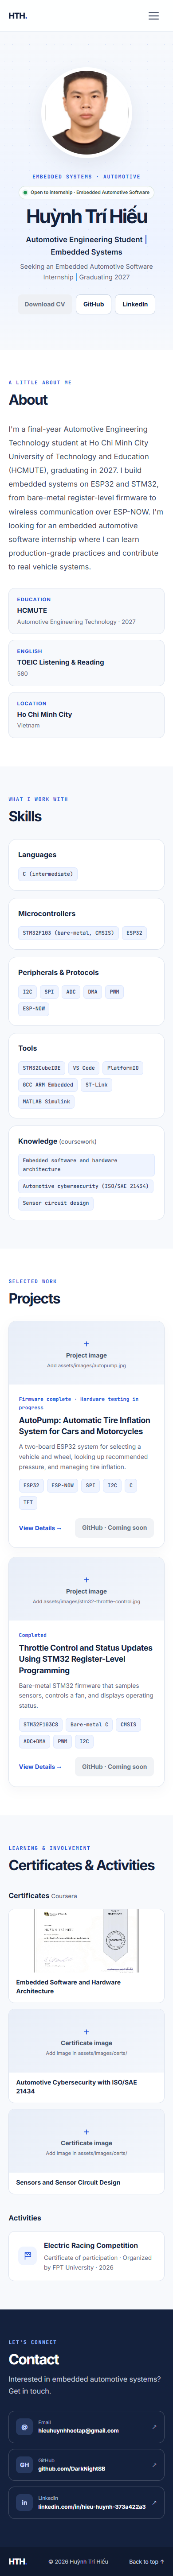 HTH.
EMBEDDED SYSTEMS · AUTOMOTIVE
Open to internship · Embedded Automotive Software
Huỳnh Trí Hiếu
Automotive Engineering Student |
Embedded Systems
Seeking an Embedded Automotive Software
Internship | Graduating 2027
Download CV
GitHub
LinkedIn
A LITTLE ABOUT ME
About
I'm a final-year Automotive Engineering
Technology student at Ho Chi Minh City
University of Technology and Education
(HCMUTE), graduating in 2027. I build
embedded systems on ESP32 and STM32,
from bare-metal register-level firmware to
wireless communication over ESP-NOW. I'm
looking for an embedded automotive
software internship where I can learn
production-grade practices and contribute
to real vehicle systems.
EDUCATION
HCMUTE
Automotive Engineering Technology · 2027
ENGLISH
TOEIC Listening & Reading
580
LOCATION
Ho Chi Minh City
Vietnam
WHAT I WORK WITH
Skills
Languages
C (intermediate)
Microcontrollers
STM32F103 (bare-metal, CMSIS)
ESP32
Peripherals & Protocols
I2C
SPI
ADC
DMA
PWM
ESP-NOW
Tools
STM32CubeIDE
VS Code
PlatformIO
GCC ARM Embedded
ST-Link
MATLAB Simulink
Knowledge (coursework)
Embedded software and hardware
architecture
Automotive cybersecurity (ISO/SAE 21434)
Sensor circuit design
SELECTED WORK
Projects
+
Project image
Add assets/images/autopump.jpg
Firmware complete · Hardware testing in
progress
AutoPump: Automatic Tire Inflation
System for Cars and Motorcycles
A two-board ESP32 system for selecting a
vehicle and wheel, looking up recommended
pressure, and managing tire inflation.
ESP32
ESP-NOW
SPI
I2C
C
TFT
View Details →
GitHub · Coming soon
+
Project image
Add assets/images/stm32-throttle-control.jpg
Completed
Throttle Control and Status Updates
Using STM32 Register-Level
Programming
Bare-metal STM32 firmware that samples
sensors, controls a fan, and displays operating
status.
STM32F103C8
Bare-metal C
CMSIS
ADC+DMA
PWM
I2C
View Details →
GitHub · Coming soon
LEARNING & INVOLVEMENT
Certificates & Activities
Certificates Coursera
Embedded Software and Hardware
Architecture
+
Certificate image
Add image in assets/images/certs/
Automotive Cybersecurity with ISO/SAE
21434
+
Certificate image
Add image in assets/images/certs/
Sensors and Sensor Circuit Design
Activities
Electric Racing Competition
Certificate of participation · Organized
by FPT University · 2026
LET'S CONNECT
Contact
Interested in embedded automotive systems?
Get in touch.
@
Email
hieuhuynhhoctap@gmail.com
↗
GH
GitHub
github.com/DarkNightSB
↗
in
LinkedIn
linkedin.com/in/hieu-huynh-373a422a3
↗
HTH.
© 2026 Huỳnh Trí Hiếu
Back to top ↑